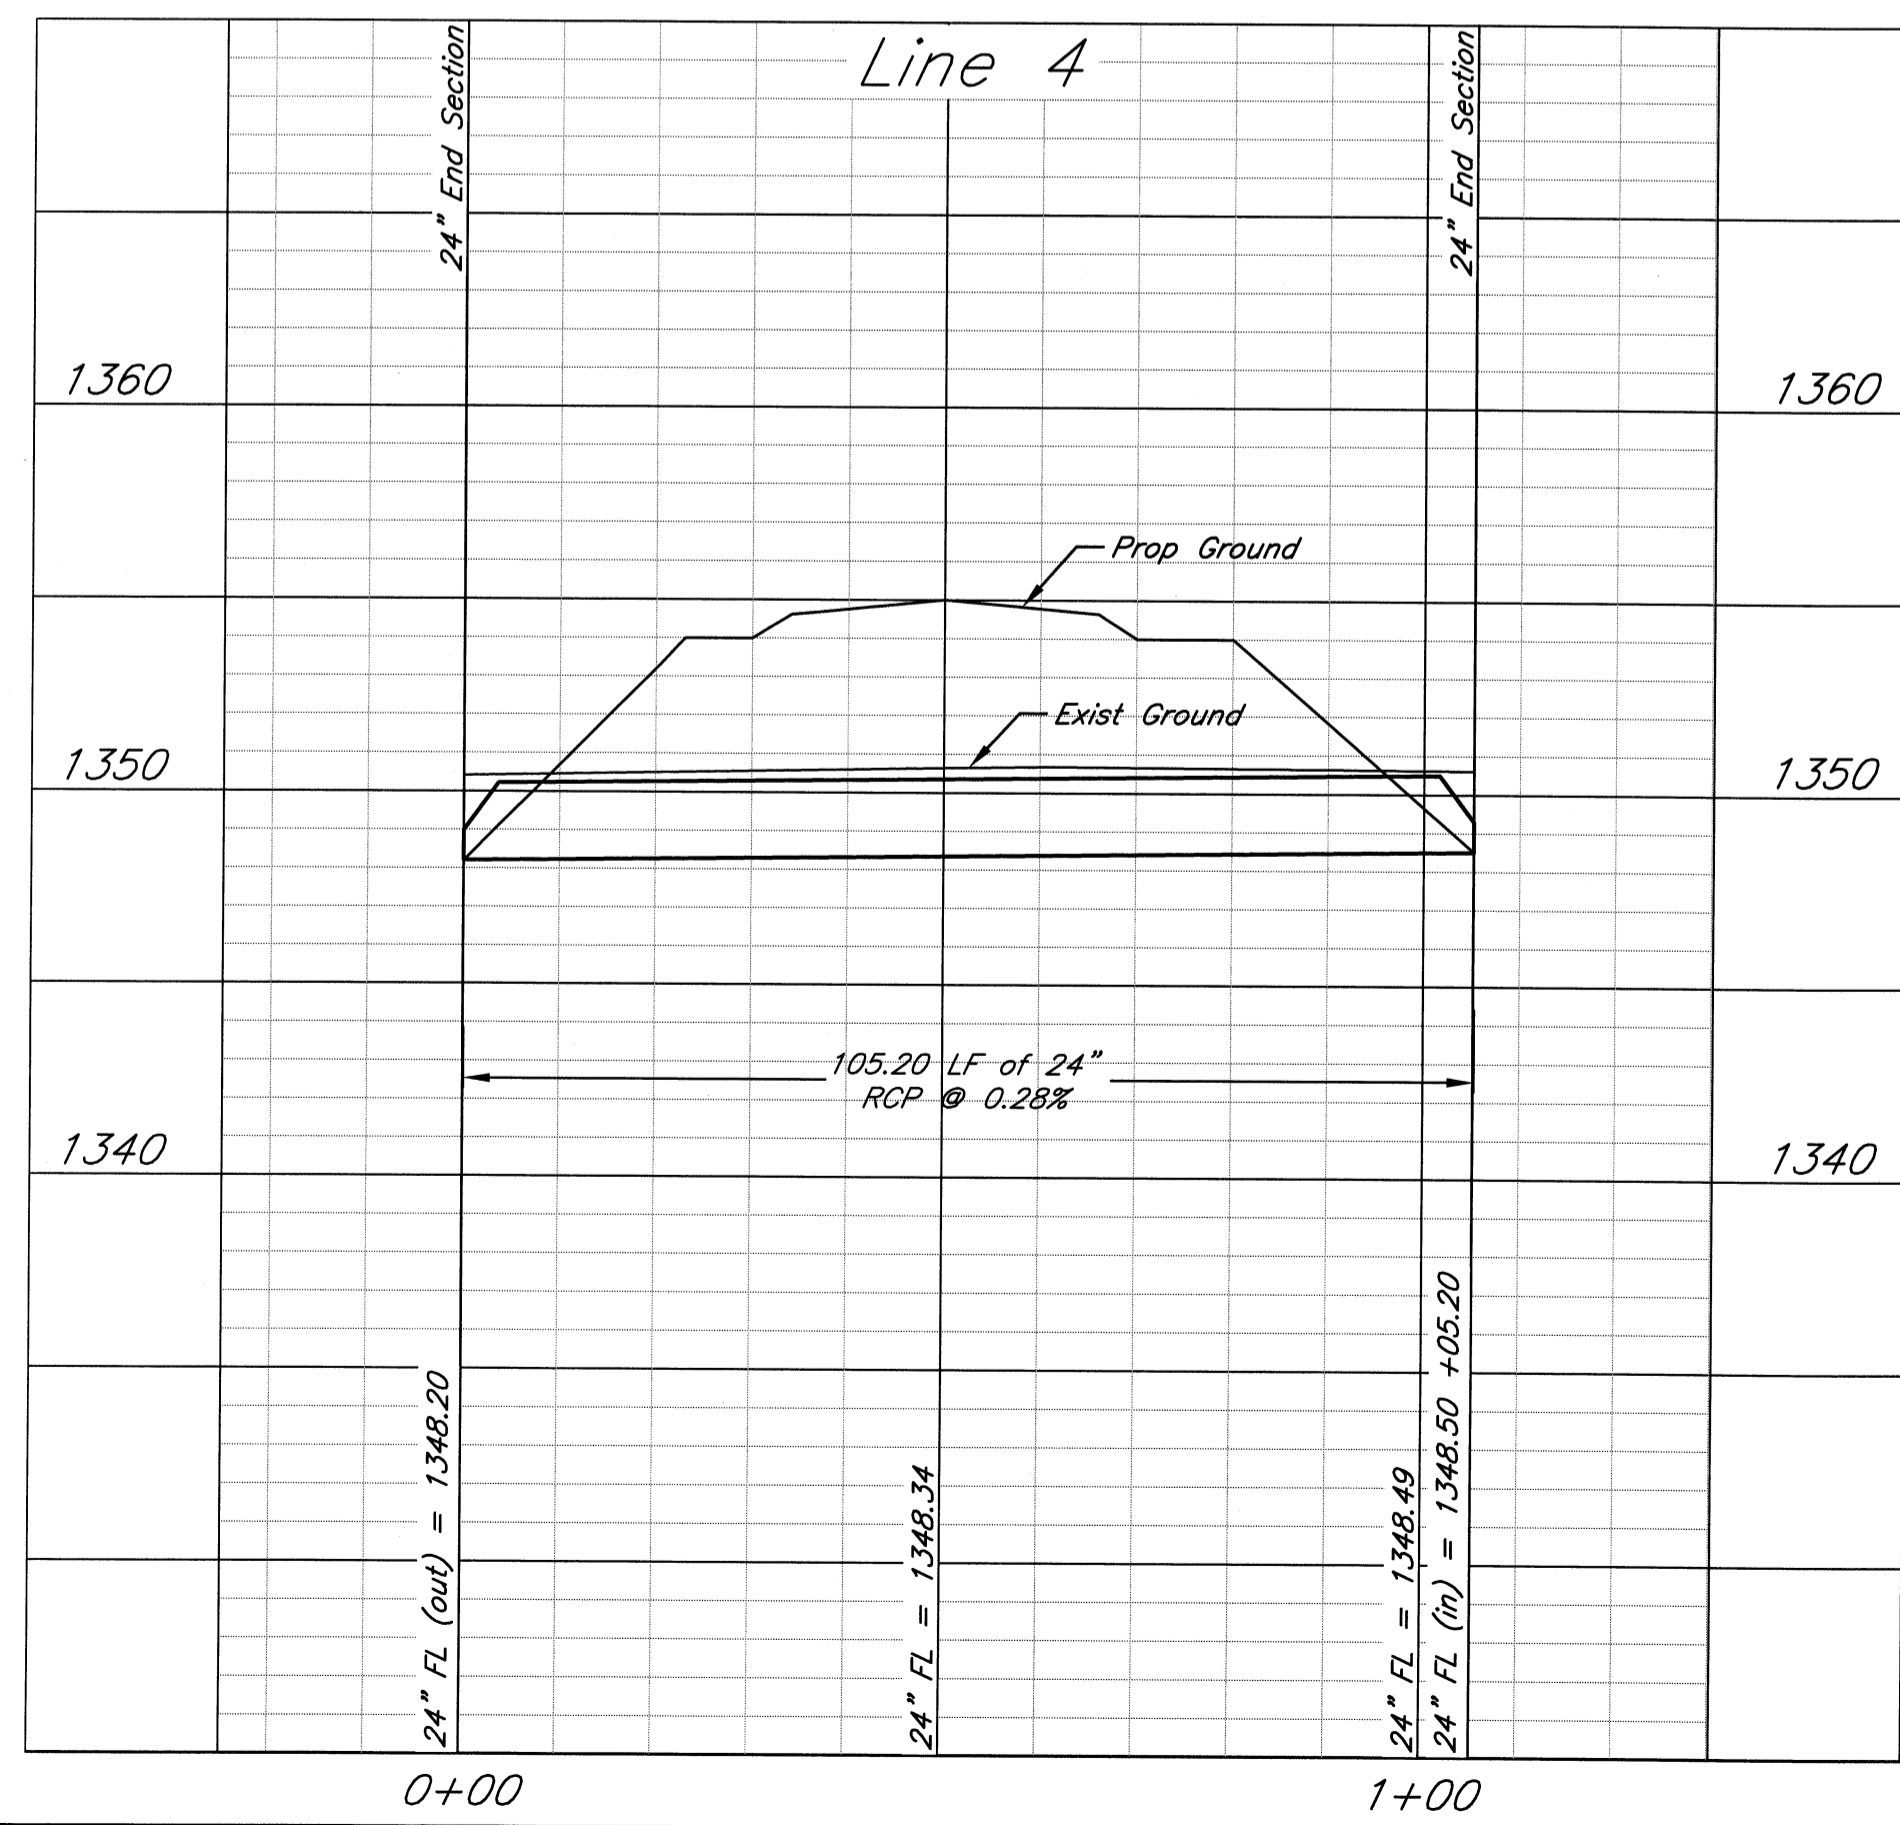 Line 4
24" End Section
24" End Section
1360
1360
Prop Ground
Exist Ground
1350
1350
105.20 LF of 24"
RCP @ 0.28%
1340
1340
24" FL (out) = 1348.20
24" FL = 1348.34
24" FL = 1348.49
24" FL (in) = 1348.50 +05.20
0+00
1+00